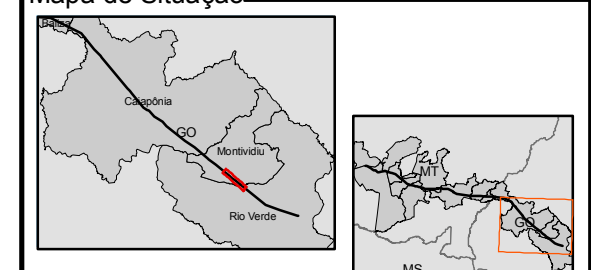 Mapa de Situação
Baliza
Caiapônia
GO
Montividiu
Rio Verde
MT
GO
MS